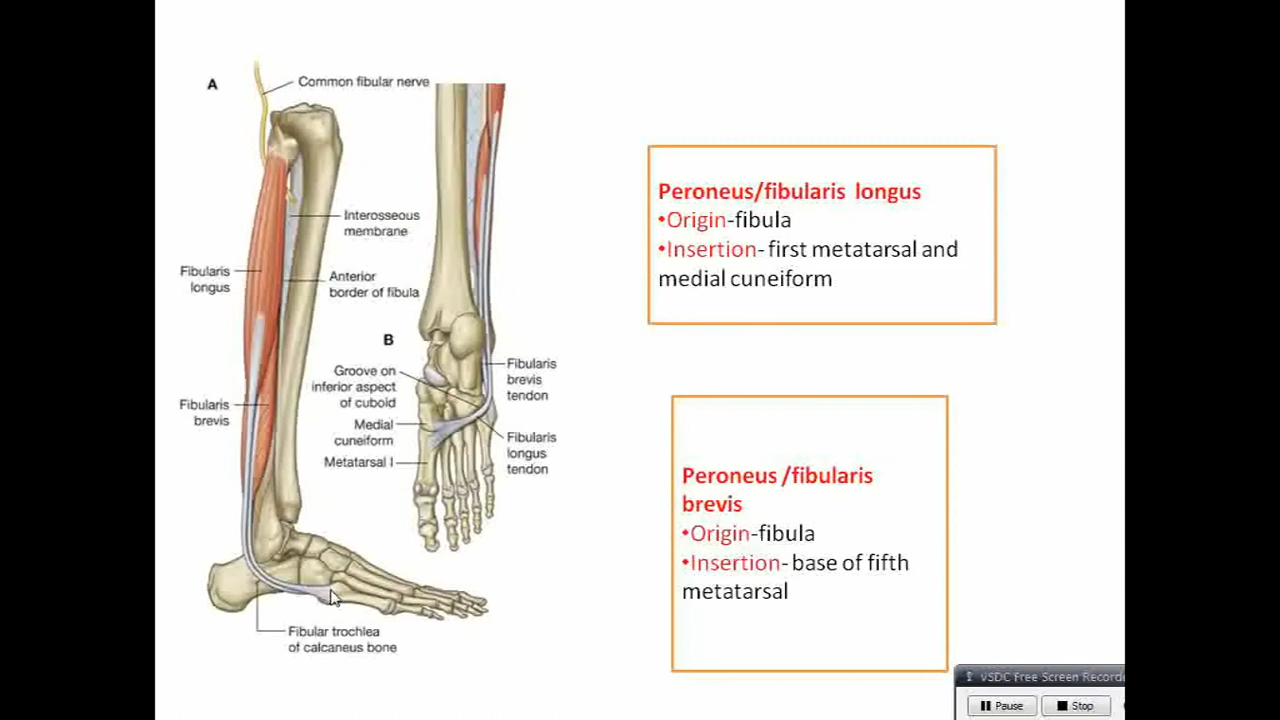 A
Common fibular nerve
Interosseous
membrane
Fibularis
longus
Anterior
border of fibula
B
Groove on
inferior aspect
of cuboid
Fibularis
brevis
tendon
Fibularis
brevis
Medial
cuneiform
Metatarsal I
Fibularis
longus
tendon
Fibular trochlea
of calcaneus bone
Peroneus/fibularis longus
•Origin-fibula
•Insertion- first metatarsal and
medial cuneiform
Peroneus /fibularis
brevis
•Origin-fibula
•Insertion- base of fifth
metatarsal
VSDC Free Screen Recorde
Pause Stop